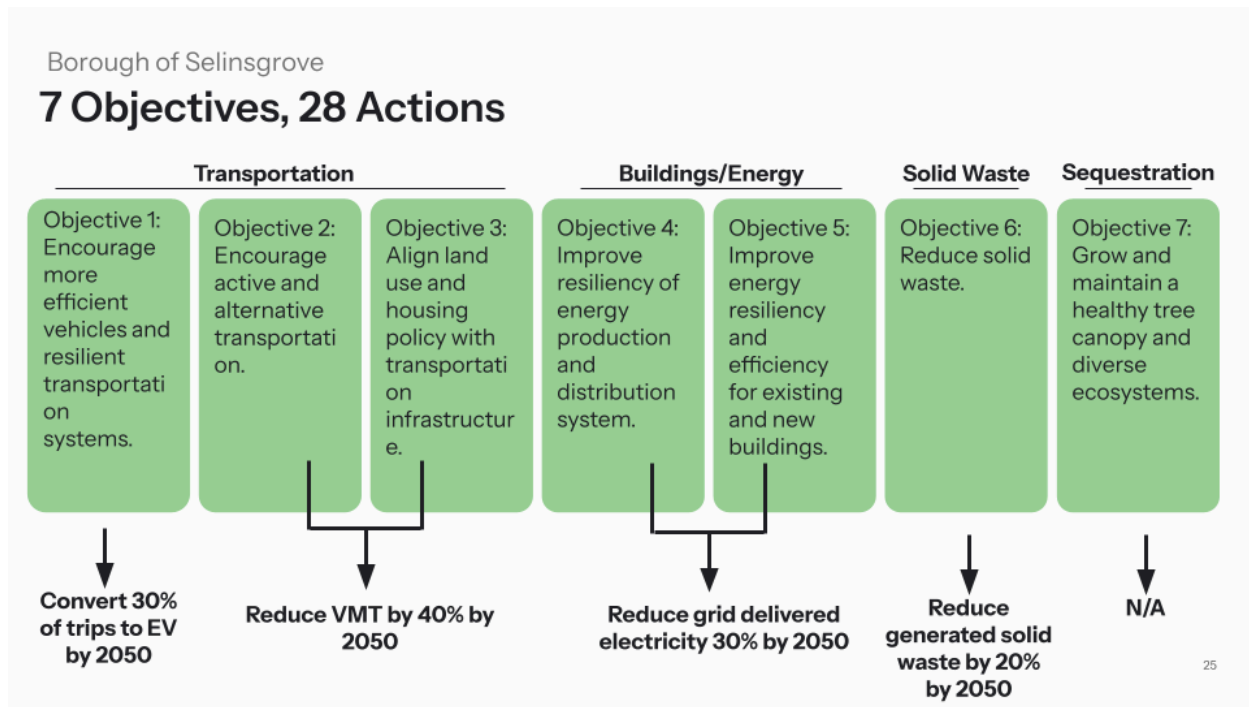 Borough of Selinsgrove
7 Objectives, 28 Actions
Transportation
Buildings/Energy
Solid Waste
Sequestration
Objective 1:
Encourage
more
efficient
vehicles and
resilient
transportati
on
systems.
Objective 2:
Encourage
active and
alternative
transportati
on.
Objective 3:
Align land
use and
housing
policy with
transportati
on
infrastructur
e.
Objective 4:
Improve
resiliency of
energy
production
and
distribution
system.
Objective 5:
Improve
energy
resiliency
and
efficiency
for existing
and new
buildings.
Objective 6:
Reduce solid
waste.
Objective 7:
Grow and
maintain a
healthy tree
canopy and
diverse
ecosystems.
Convert 30%
of trips to EV
by 2050
Reduce VMT by 40% by
2050
Reduce grid delivered
electricity 30% by 2050
Reduce
generated solid
waste by 20%
by 2050
N/A
25